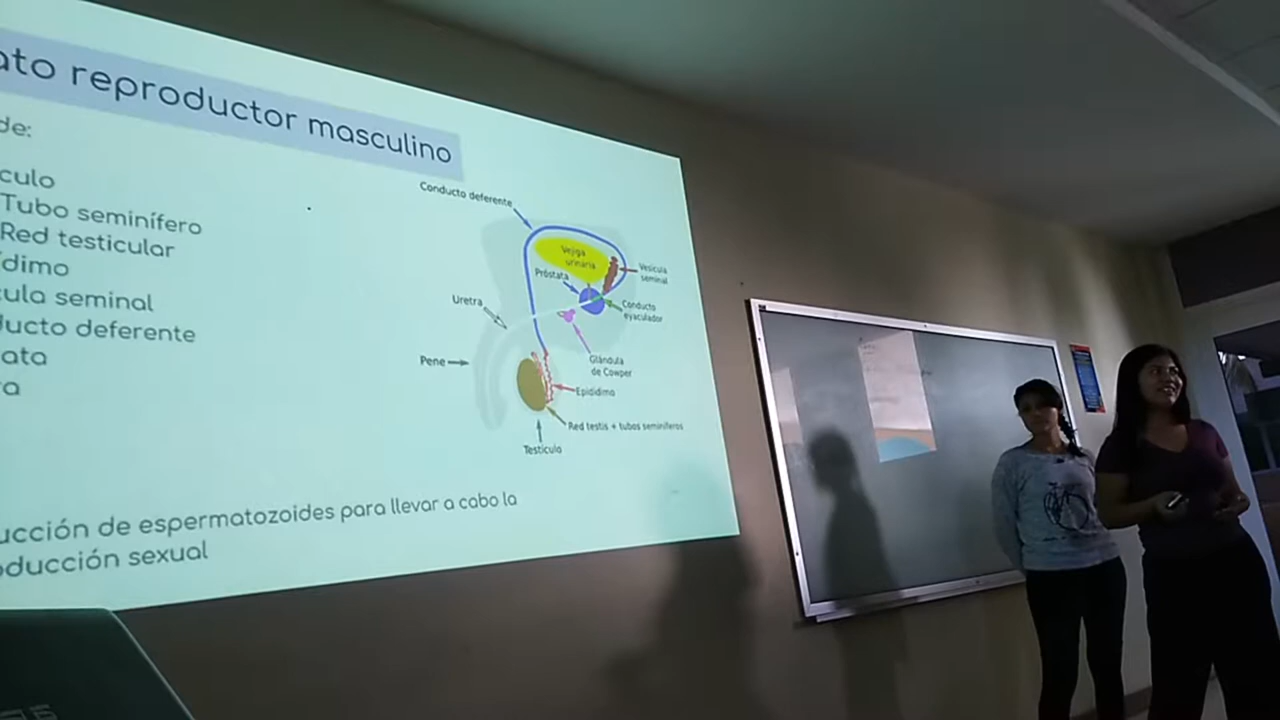 ato reproductor masculino
de:
culo
Tubo seminífero
Red testicular
dimo
cula seminal
ducto deferente
ata
a
Conducto deferente
Vejiga
urinaria
Próstata
Vesícula
seminal
Uretra
Conducto
eyaculador
Pene
Glándula
de Cowper
Epidídimo
Red testis + tubos seminíferos
Testículo
ucción de espermatozoides para llevar a cabo la
oducción sexual